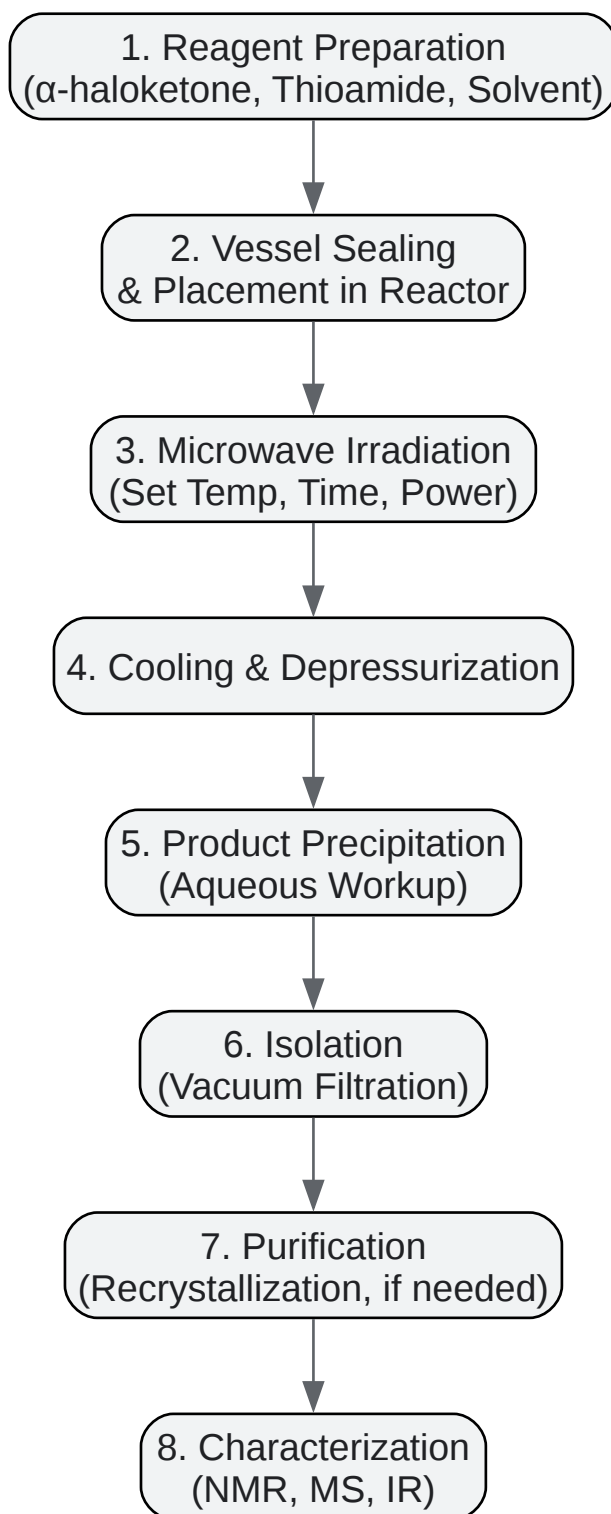 1. Reagent Preparation
(α-haloketone, Thioamide, Solvent)
2. Vessel Sealing
& Placement in Reactor
3. Microwave Irradiation
(Set Temp, Time, Power)
4. Cooling & Depressurization
5. Product Precipitation
(Aqueous Workup)
6. Isolation
(Vacuum Filtration)
7. Purification
(Recrystallization, if needed)
8. Characterization
(NMR, MS, IR)